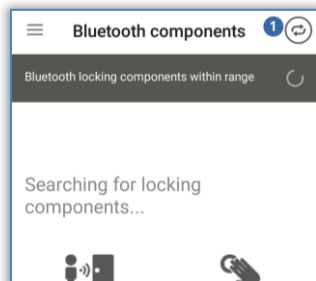 Bluetooth components 1
Bluetooth locking components within range
Searching for locking
components...